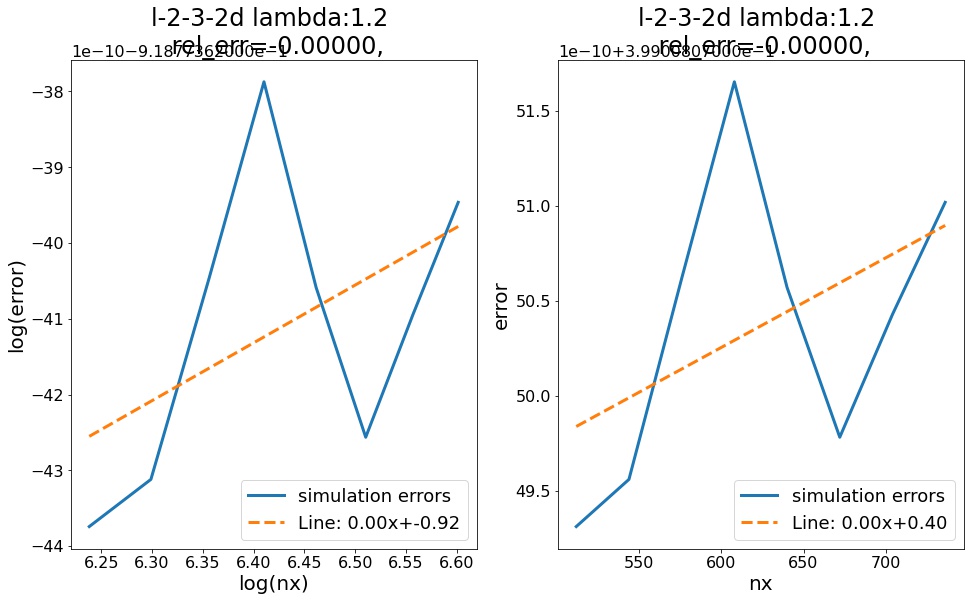 l-2-3-2d lambda:1.2
rel_err=-0.00000,
1e−10−9.1877362000e−1
−38
−39
−40
−41
−42
−43
−44
log(error)
6.25 6.30 6.35 6.40 6.45 6.50 6.55 6.60
log(nx)
simulation errors
Line: 0.00x+-0.92
l-2-3-2d lambda:1.2
rel_err=-0.00000,
1e−10+3.9900807000e−1
51.5
51.0
50.5
50.0
49.5
error
550 600 650 700
nx
simulation errors
Line: 0.00x+0.40